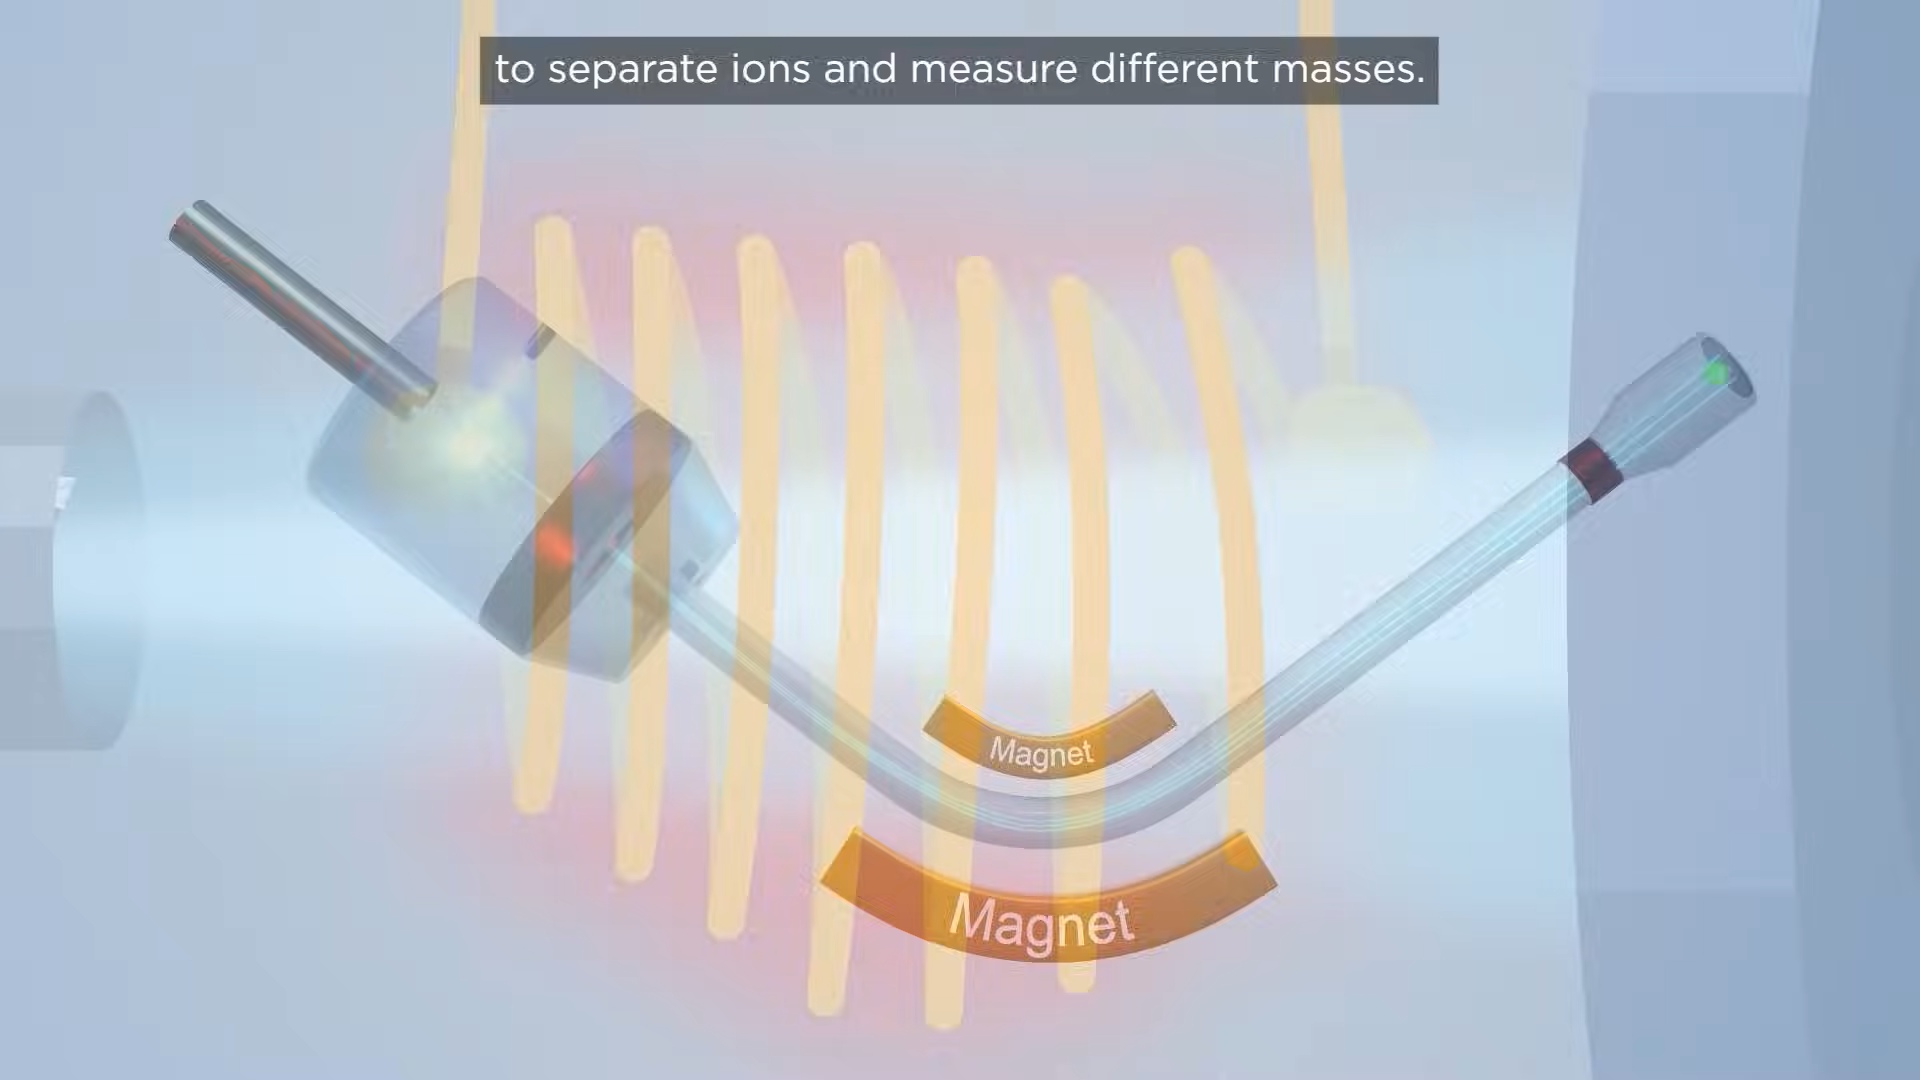 to separate ions and measure different masses.
Magnet
Magnet